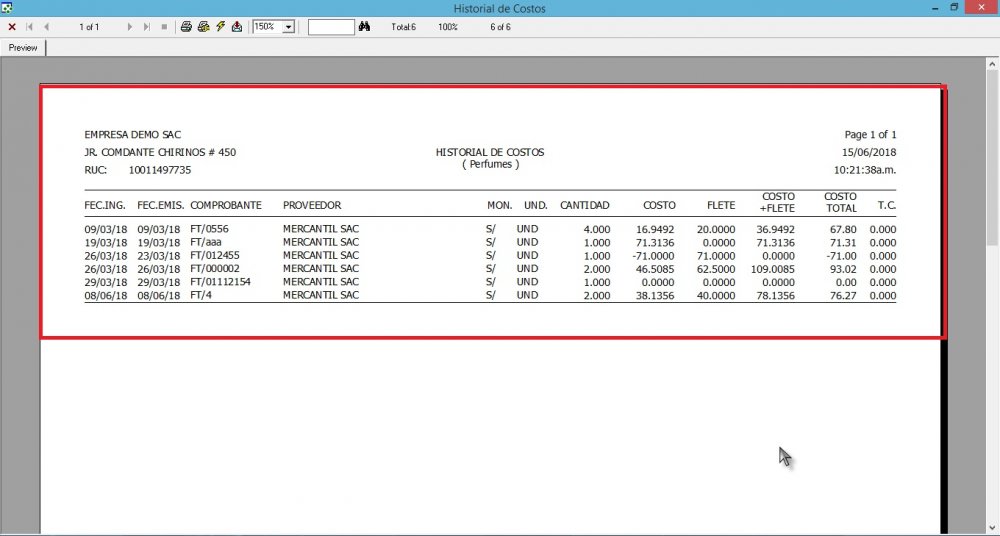 Historial de Costos
1 of 1 150% Total:6 100% 6 of 6
Preview
EMPRESA DEMO SAC Page 1 of 1
JR. COMDANTE CHIRINOS # 450 HISTORIAL DE COSTOS 15/06/2018
( Perfumes )
RUC: 10011497735 10:21:38a.m.
FEC.ING. FEC.EMIS. COMPROBANTE PROVEEDOR MON. UND. CANTIDAD COSTO FLETE COSTO +FLETE COSTO TOTAL T.C.
09/03/18 09/03/18 FT/0556 MERCANTIL SAC S/ UND 4.000 16.9492 20.0000 36.9492 67.80 0.000
19/03/18 19/03/18 FT/aaa MERCANTIL SAC S/ UND 1.000 71.3136 0.0000 71.3136 71.31 0.000
26/03/18 23/03/18 FT/012455 MERCANTIL SAC S/ UND 1.000 -71.0000 71.0000 0.0000 -71.00 0.000
26/03/18 26/03/18 FT/000002 MERCANTIL SAC S/ UND 2.000 46.5085 62.5000 109.0085 93.02 0.000
29/03/18 29/03/18 FT/01112154 MERCANTIL SAC S/ UND 1.000 0.0000 0.0000 0.0000 0.00 0.000
08/06/18 08/06/18 FT/4 MERCANTIL SAC S/ UND 2.000 38.1356 40.0000 78.1356 76.27 0.000